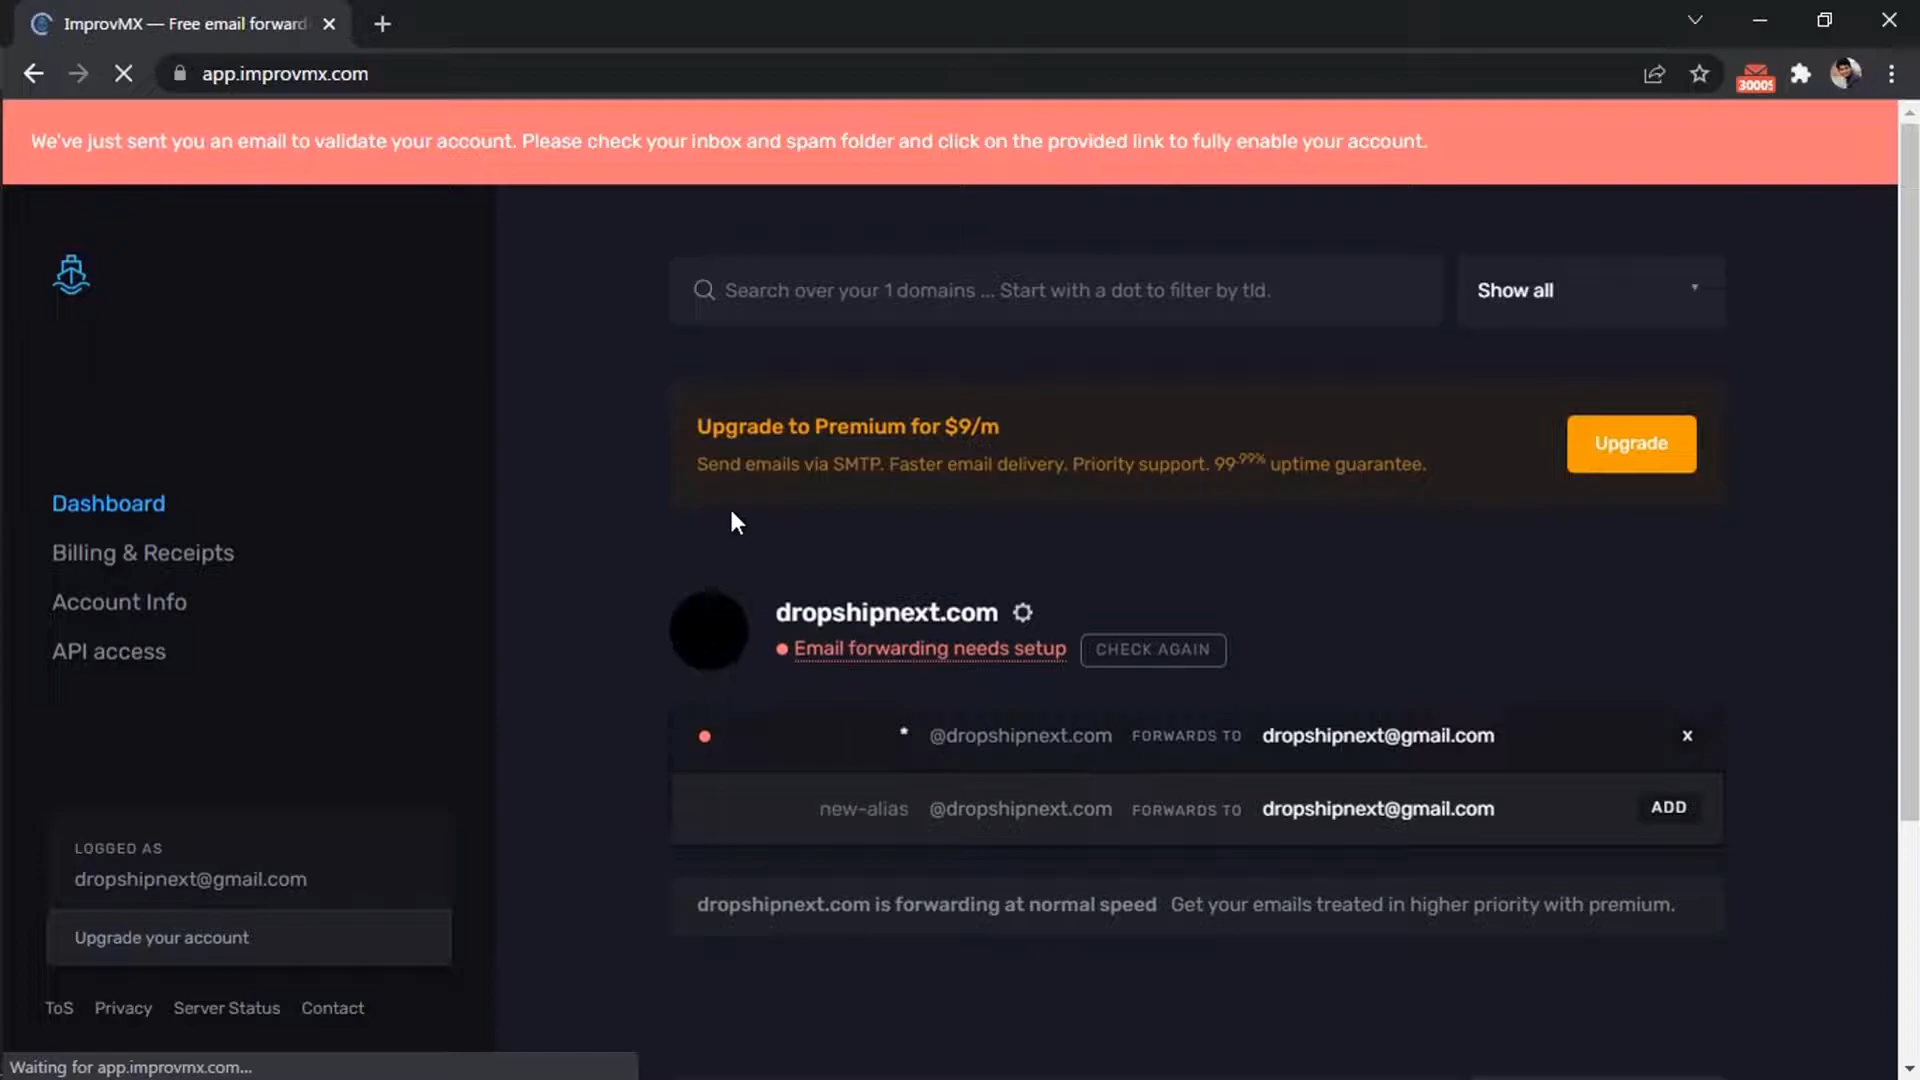 ImprovMX — Free email forward
app.improvmx.com
3000$
We've just sent you an email to validate your account. Please check your inbox and spam folder and click on the provided link to fully enable your account.
Search over your 1 domains ... Start with a dot to filter by tld.
Show all
Upgrade to Premium for $9/m
Send emails via SMTP. Faster email delivery. Priority support. 99.99% uptime guarantee.
Upgrade
Dashboard
Billing & Receipts
Account Info
API access
dropshipnext.com
Email forwarding needs setup
CHECK AGAIN
* @dropshipnext.com FORWARDS TO dropshipnext@gmail.com x
new-alias @dropshipnext.com FORWARDS TO dropshipnext@gmail.com ADD
dropshipnext.com is forwarding at normal speed Get your emails treated in higher priority with premium.
LOGGED AS
dropshipnext@gmail.com
Upgrade your account
ToS Privacy Server Status Contact
Waiting for app.improvmx.com...